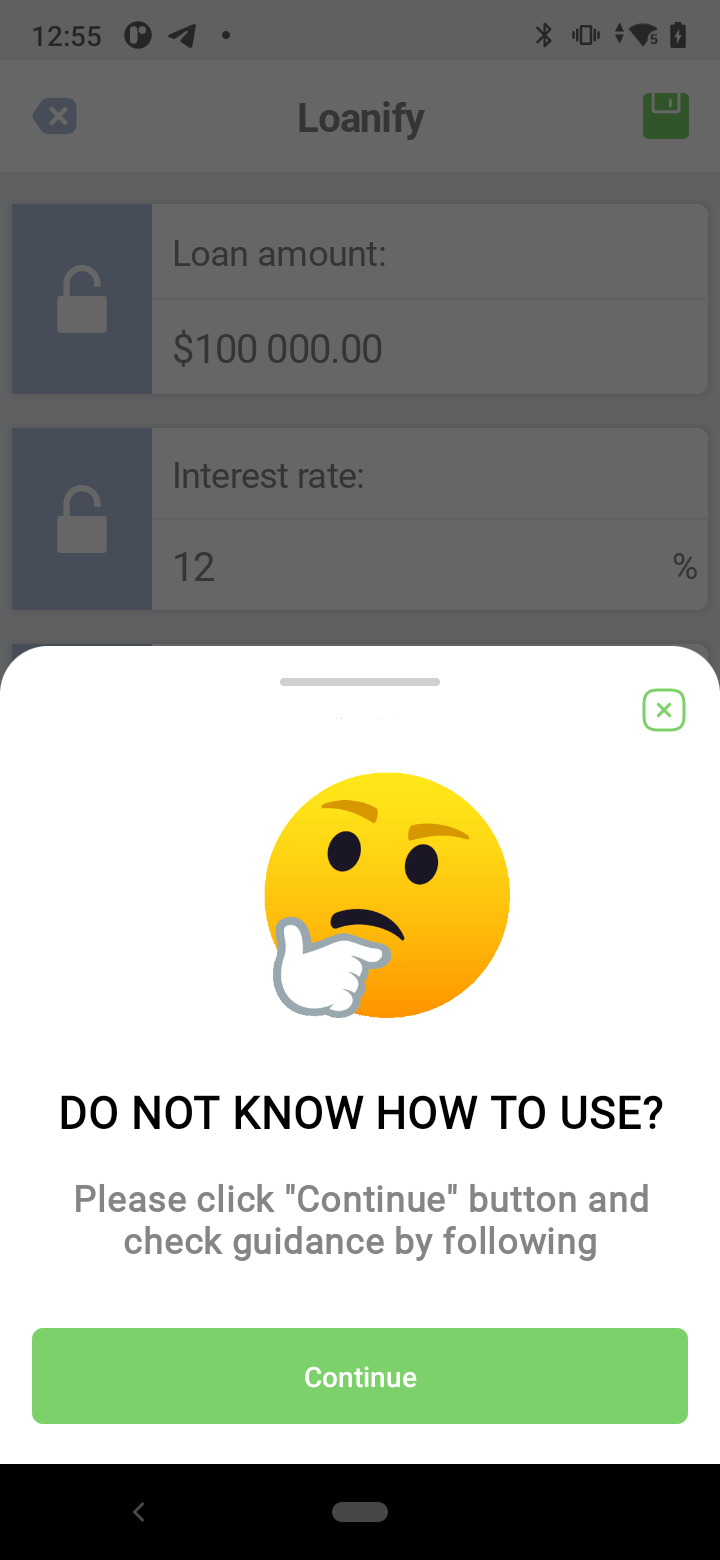 12:55
5
Loanify
Loan amount:
$100 000.00
Interest rate:
12 %
DO NOT KNOW HOW TO USE?
Please click "Continue" button and
check guidance by following
Continue